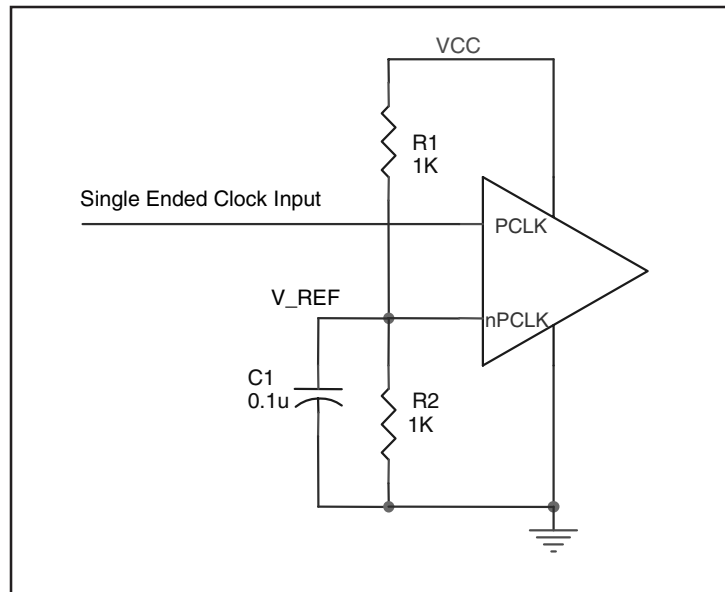 VCC
R1
1K
Single Ended Clock Input
PCLK
V_REF
nPCLK
C1
0.1u
R2
1K